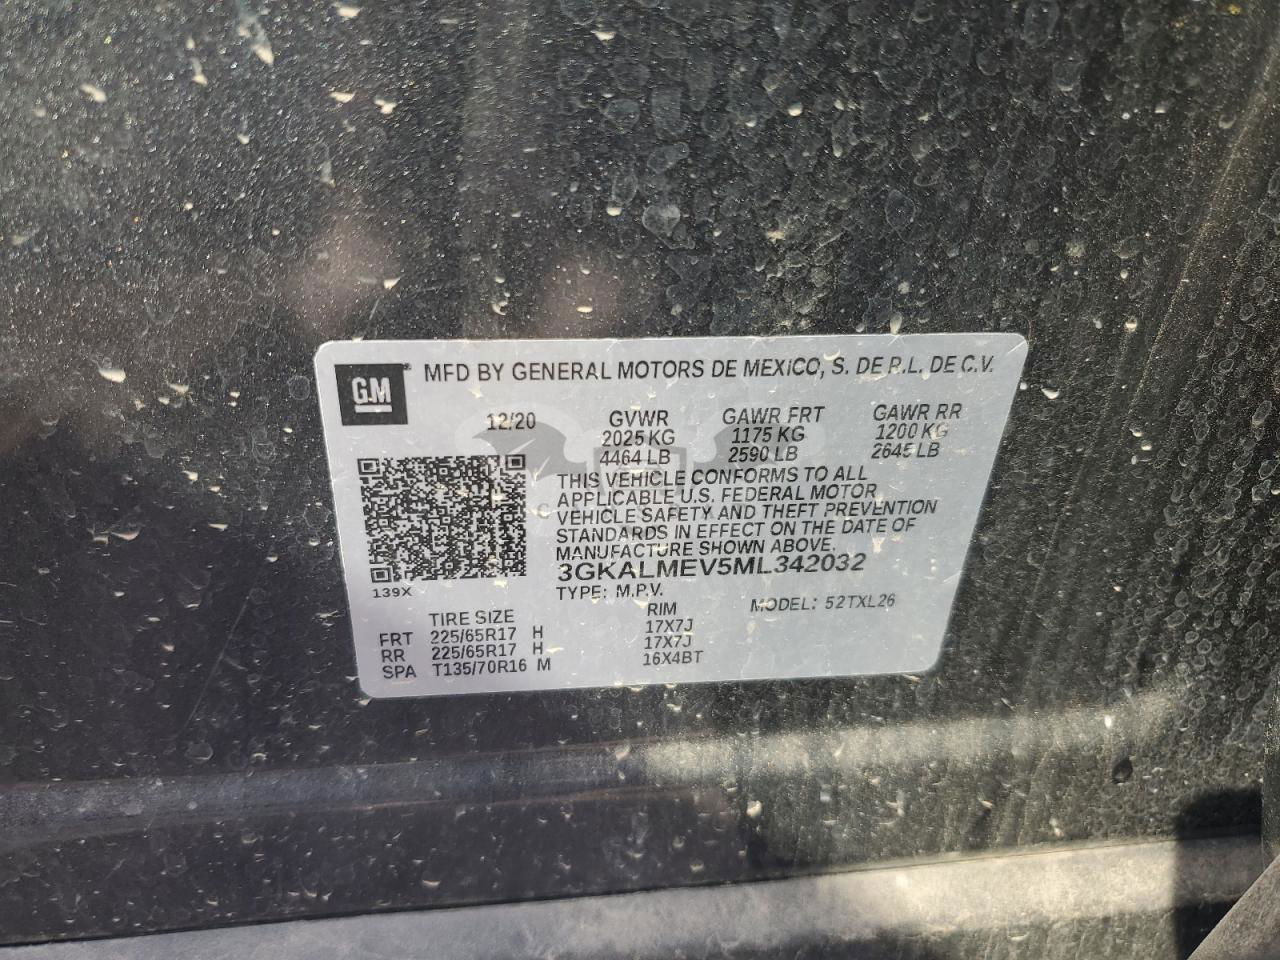 GM MFD BY GENERAL MOTORS DE MEXICO, S. DE R.L. DE C.V.
12/20 GVWR GAWR FRT GAWR RR
2025 KG 1175 KG 1200 KG
4464 LB 2590 LB 2645 LB
THIS VEHICLE CONFORMS TO ALL
APPLICABLE U.S. FEDERAL MOTOR
VEHICLE SAFETY AND THEFT PREVENTION
STANDARDS IN EFFECT ON THE DATE OF
MANUFACTURE SHOWN ABOVE.
3GKALMEV5ML342032
139X
TYPE: M.P.V. MODEL: 52TXL26
TIRE SIZE RIM
FRT 225/65R17 H 17X7J
RR 225/65R17 H 17X7J
SPA T135/70R16 M 16X4BT